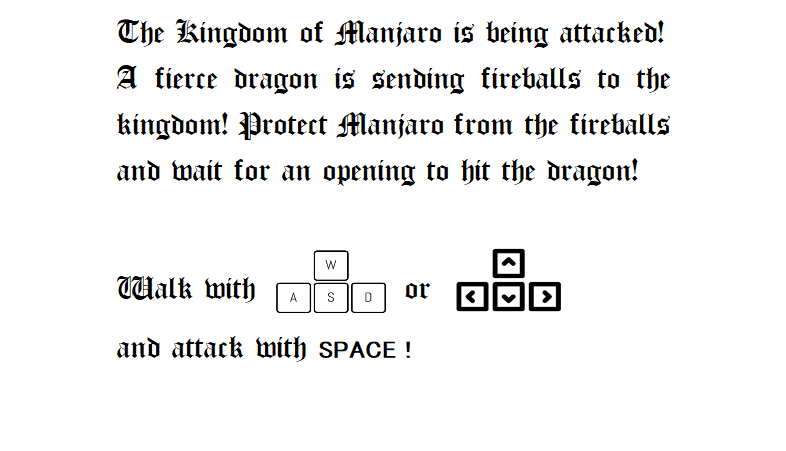 The Kingdom of Manjaro is being attacked!
A fierce dragon is sending fireballs to the
kingdom! Protect Manjaro from the fireballs
and wait for an opening to hit the dragon!
W
Walk with A S D or
and attack with SPACE !